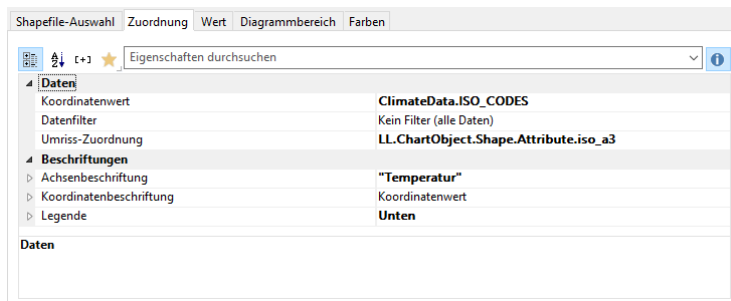 Shapefile-Auswahl Zuordnung Wert Diagrammbereich Farben
Eigenschaften durchsuchen
Daten
Koordinatenwert ClimateData.ISO_CODES
Datenfilter Kein Filter (alle Daten)
Umriss-Zuordnung LL.ChartObject.Shape.Attribute.iso_a3
Beschriftungen
Achsenbeschriftung "Temperatur"
Koordinatenbeschriftung Koordinatenwert
Legende Unten
Daten